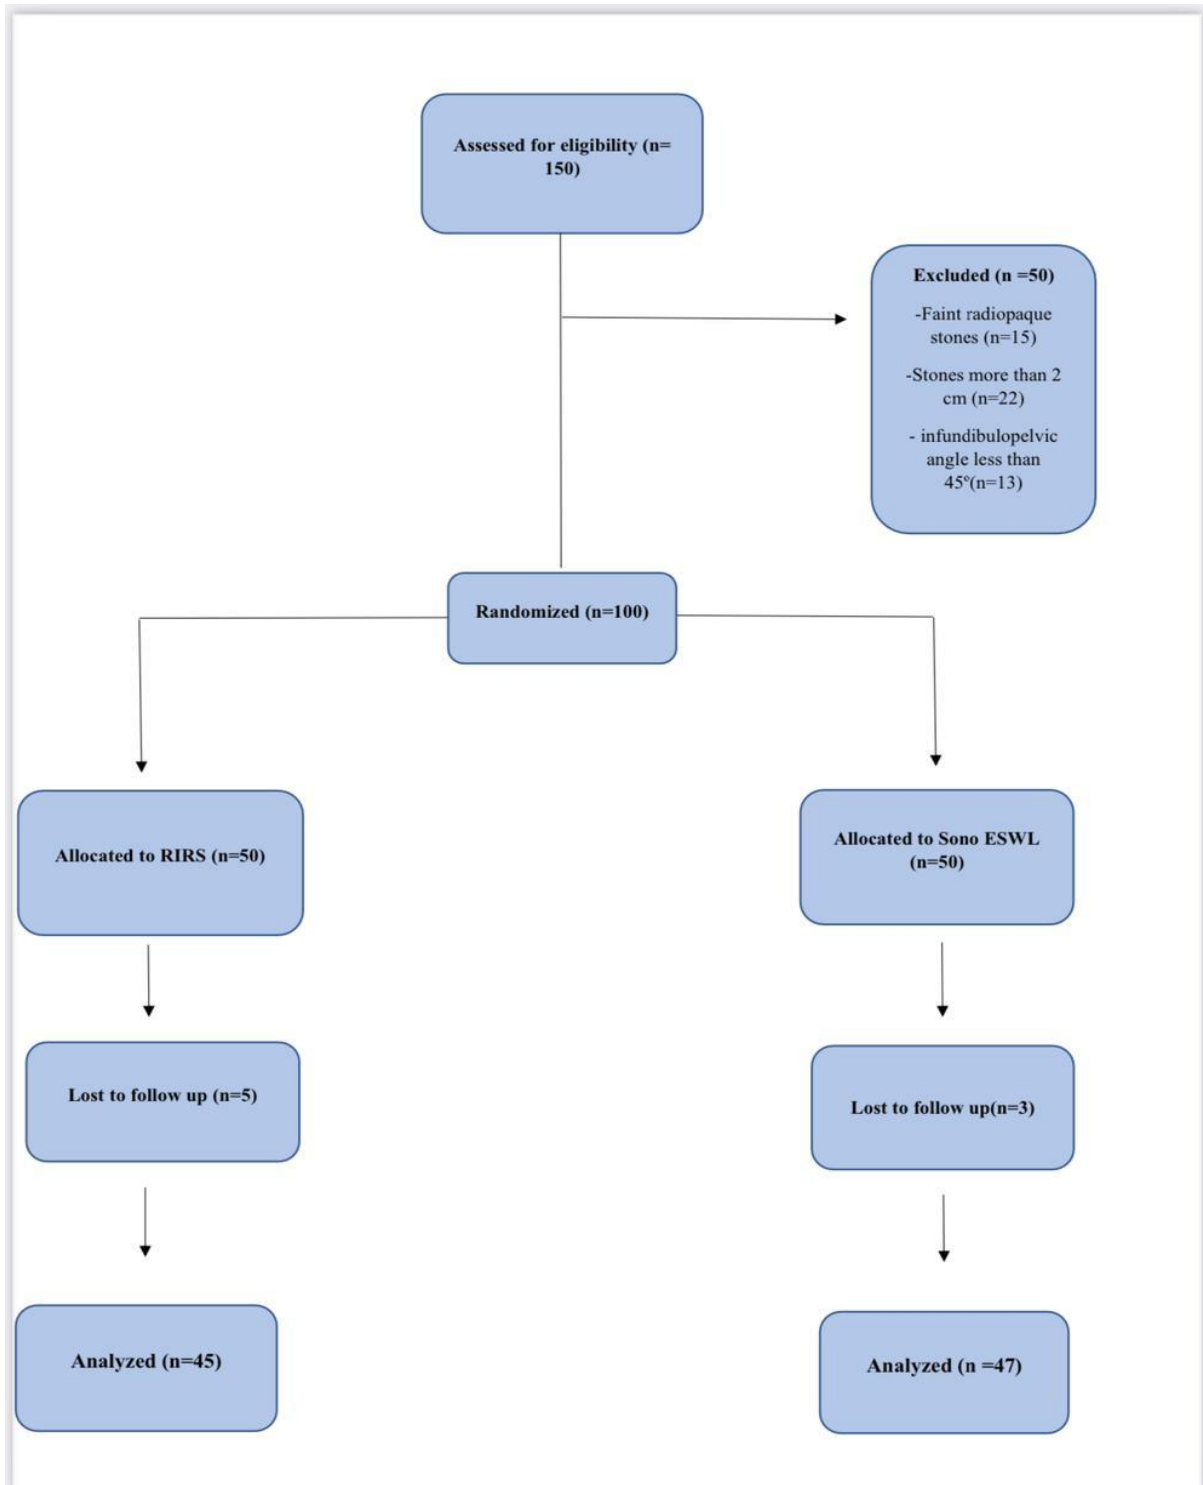 Assessed for eligibility (n=
150)
Excluded (n =50)
-Faint radiopaque
stones (n=15)
-Stones more than 2
cm (n=22)
- infundibulopelvic
angle less than
45º(n=13)
Randomized (n=100)
Allocated to RIRS (n=50)
Allocated to Sono ESWL
(n=50)
Lost to follow up (n=5)
Lost to follow up(n=3)
Analyzed (n=45)
Analyzed (n =47)